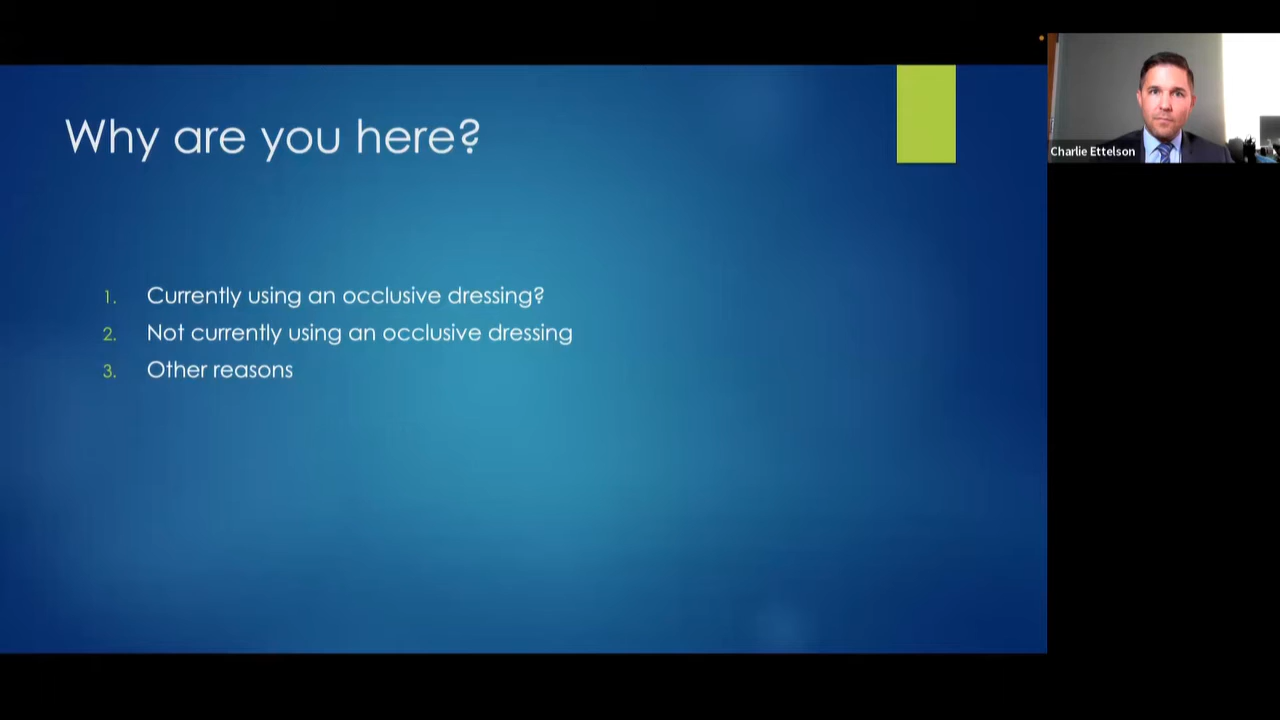 Why are you here?
1. Currently using an occlusive dressing?
2. Not currently using an occlusive dressing
3. Other reasons
Charlie Ettelson